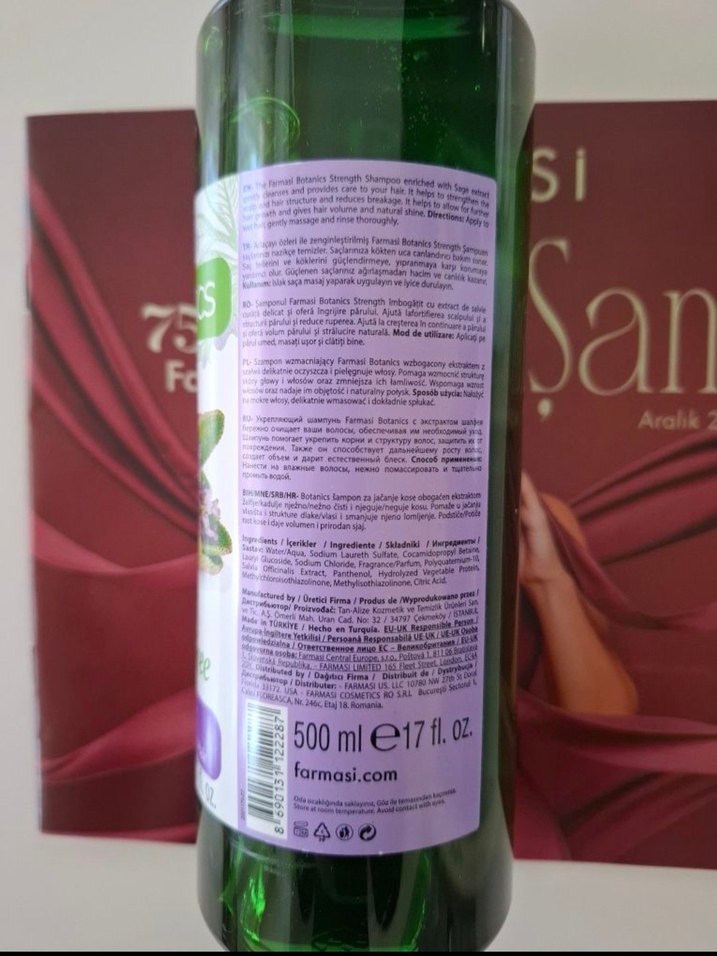 Si
Şan
Aralık 2
75
Fa
CS
EN- The Farmasi Botanics Strength Shampoo enriched with Sage extract
gently cleanses and provides care to your hair. It helps to strengthen the
and hair structure and reduces breakage. It helps to allow for further
hair growth and gives hair volume and natural shine. Directions: Apply to
wet hair, gently massage and rinse thoroughly.
TR- Adaçayı özleri ile zenginleştirilmiş Farmasi Botanics Strength Şampuan
saçlarınızı nazikçe temizler. Saçlarınıza kökten uca canlandırıcı bakım sunar.
Saç tellerini ve köklerini güçlendirmeye, yıpranmaya karşı korumaya
yardımcı olur. Güçlenen saçlarınız ağırlaşmadan hacim ve canlılık kazanır.
Kullanım: Islak saça masaj yaparak uygulayın ve iyice durulayın.
RO- Şamponul Farmasi Botanics Strength îmbogățit cu extract de salvie
curăță delicat și oferă îngrijire părului. Ajută la fortifierea scalpului și a
structurii părului și reduce ruperea. Ajută la creșterea în continuare a părului
și oferă volum părului și strălucire naturală. Mod de utilizare: Aplicați pe
părul umed, masați ușor și clătiți bine.
PL- Szampon wzmacniający Farmasi Botanics wzbogacony ekstraktem z
szałwii delikatnie oczyszcza i pielęgnuje włosy. Pomaga wzmocnić strukturę
skóry głowy i włosów oraz zmniejsza ich łamliwość. Wspomaga wzrost
włosów oraz nadaje im objętość i naturalny połysk. Sposób użycia: Nałożyć
na mokre włosy, delikatnie wmasować i dokładnie spłukać.
RU- Укрепляющий шампунь Farmasi Botanics с экстрактом шалфея
бережно очищает ваши волосы, обеспечивая им необходимый уход.
Шампунь помогает укрепить корни и структуру волос, защитить их от
повреждения. Также он способствует дальнейшему росту волос,
создает объем и дарит естественный блеск. Способ применения:
Нанести на влажные волосы, нежно помассировать и тщательно
промыть водой.
BIH/MNE/SRB/HR- Botanics šampon za jačanje kose obogaćen ekstraktom
žalfije/kadulje nježno/nežno čisti i njeguje/neguje kosu. Pomaže u jačanju
vlasišta i strukture dlake/vlasi i smanjuje njeno lomljenje. Podstiče/Potiče
rast kose i daje volumen i prirodan sjaj.
Ingredients / İçerikler / Ingrediente / Składniki / Ингредиенты /
Sastav: Water/Aqua, Sodium Laureth Sulfate, Cocamidopropyl Betaine,
Lauryl Glucoside, Sodium Chloride, Fragrance/Parfum, Polyquaternium-10,
Salvia Officinalis Extract, Panthenol, Hydrolyzed Vegetable Protein,
Methylchloroisothiazolinone, Methylisothiazolinone, Citric Acid.
Manufactured by / Üretici Firma / Produs de /Wyprodukowano przez /
Дистрибьютор/ Proizvođač: Tan-Alize Kozmetik ve Temizlik Ürünleri San.
ve Tic. A.Ş. Ömerli Mah. Uran Cad. No: 32 / 34797 Çekmeköy / İSTANBUL
Made in TÜRKİYE / Hecho en Turquía. EU-UK Responsible Person /
Avrupa-İngiltere Yetkilisi / Persoană Responsabilă UE-UK / UE-UK Osoba
odpowiedzialna / Ответственное лицо ЕС – Великобритания / EU-UK
odgovorna osoba: Farmasi Central Europe, s.r.o., Poštová 1, 811 06 Bratislava
1, Slovenská Republika. - FARMASI LIMITED 165 Fleet Street, London, EC4A
2DY. Distributed by / Dağıtıcı Firma / Distribuit de / Dystrybucja /
Дистрибьютор / Distributer: - FARMASI US, LLC 10780 NW 27th St Doral
Florida 33172. USA - FARMASI COSMETICS RO S.R.L. București Sectorul 1,
Calea FLOREASCA, Nr. 246c, Etaj 18. Romania.
500 ml e 17 fl. oz.
farmasi.com
8 690131 122287
Oda sıcaklığında saklayınız, Göz ile temasından kaçınınız.
Store at room temperature. Avoid contact with eyes.
OZ.